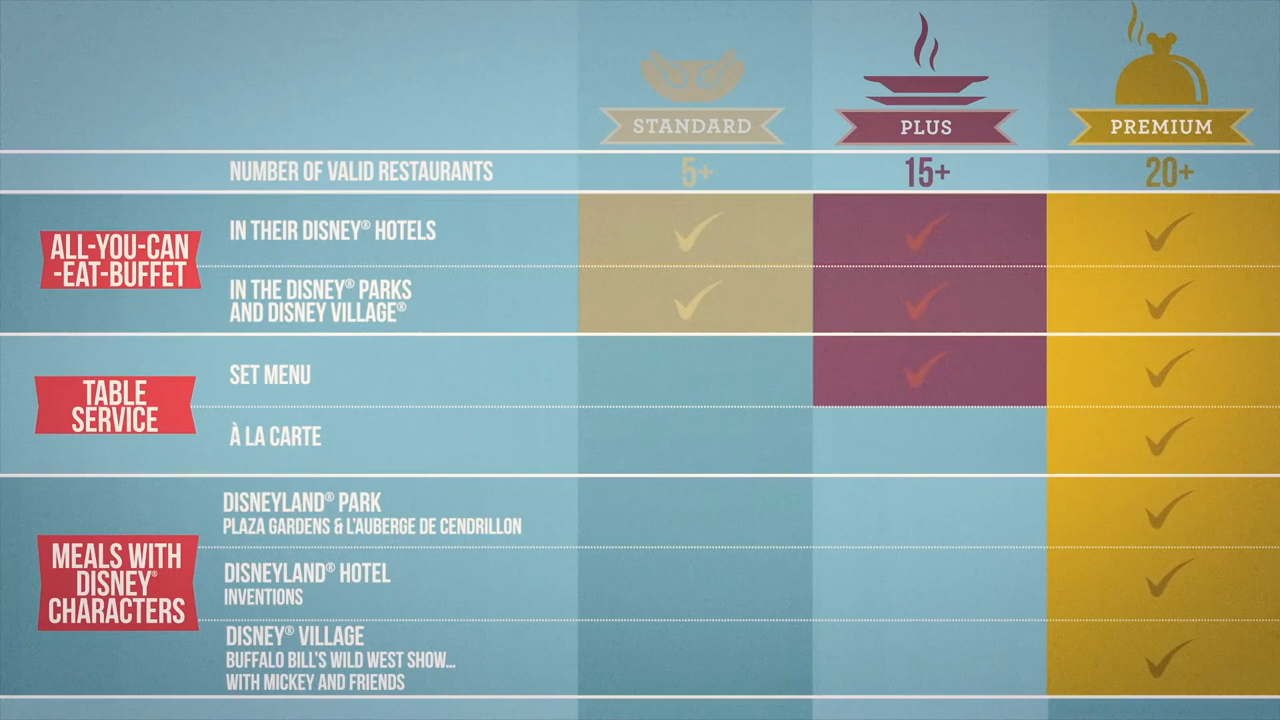 STANDARD PLUS PREMIUM
NUMBER OF VALID RESTAURANTS 5+ 15+ 20+
ALL-YOU-CAN
-EAT-BUFFET
IN THEIR DISNEY® HOTELS
IN THE DISNEY® PARKS
AND DISNEY VILLAGE®
TABLE
SERVICE
SET MENU
À LA CARTE
MEALS WITH
DISNEY®
CHARACTERS
DISNEYLAND® PARK
PLAZA GARDENS & L'AUBERGE DE CENDRILLON
DISNEYLAND® HOTEL
INVENTIONS
DISNEY® VILLAGE
BUFFALO BILL'S WILD WEST SHOW...
WITH MICKEY AND FRIENDS